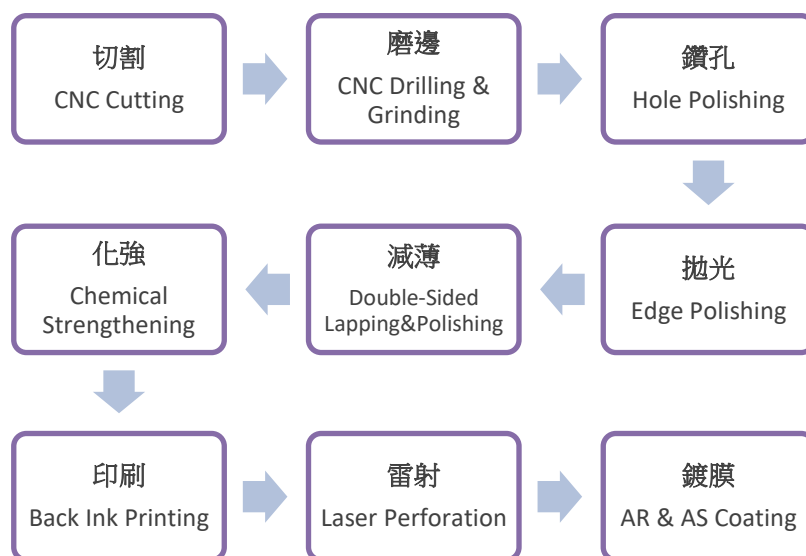 切割
CNC Cutting
磨邊
CNC Drilling &
Grinding
鑽孔
Hole Polishing
化強
Chemical
Strengthening
減薄
Double-Sided
Lapping&Polishing
拋光
Edge Polishing
印刷
Back Ink Printing
雷射
Laser Perforation
鍍膜
AR & AS Coating